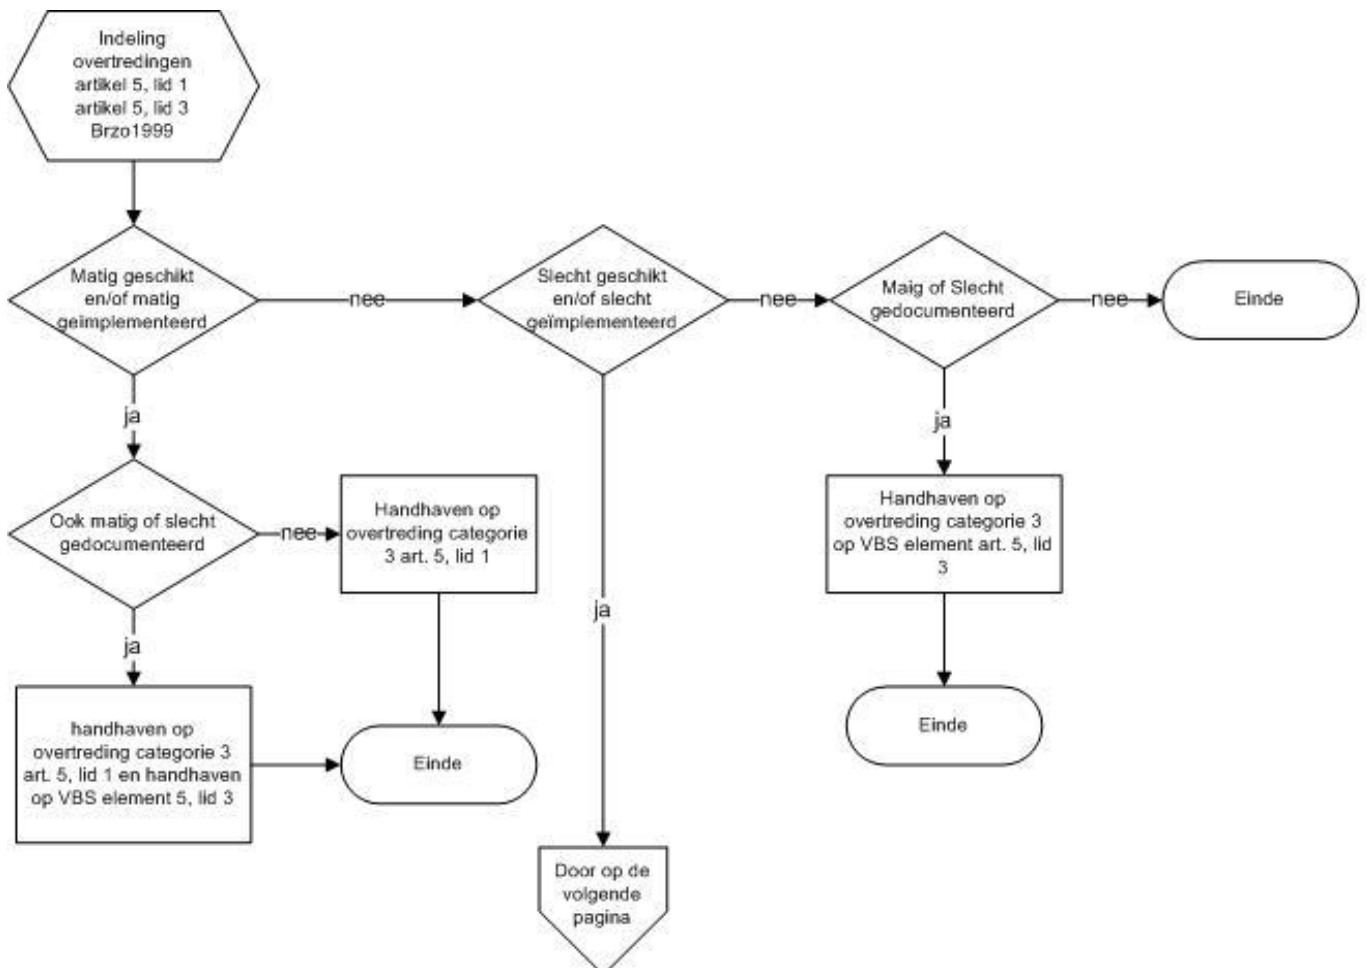 Indeling
overtredingen
artikel 5, lid 1
artikel 5, lid 3
Brzo1999
Matig geschikt
en/of matig
geïmplementeerd
nee
Slecht geschikt
en/of slecht
geïmplementeerd
nee
Maig of Slecht
gedocumenteerd
nee
Einde
ja
ja
Ook matig of slecht
gedocumenteerd
nee
Handhaven op
overtreding categorie
3 art. 5, lid 1
Handhaven op
overtreding categorie 3
op VBS element art. 5, lid
3
ja
ja
handhaven op
overtreding categorie 3
art. 5, lid 1 en handhaven
op VBS element 5, lid 3
Einde
Einde
Door op de
volgende
pagina